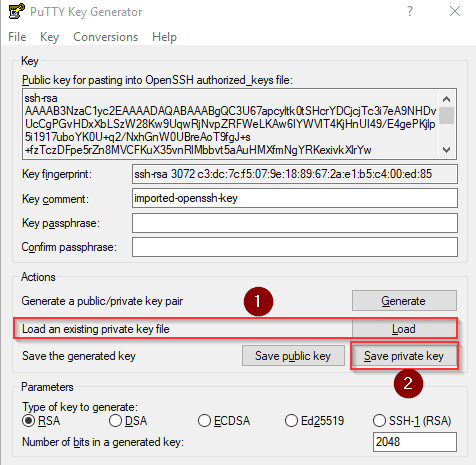 PuTTY Key Generator
File Key Conversions Help
Key
Public key for pasting into OpenSSH authorized_keys file:
ssh-rsa
AAAAB3NzaC1yc2EAAAADAQABAAABgQC3U67apcyltk0tSHcrYDCjcjTc3i7eA9NHDv
UcCgPGvHDxXbLSzW28Kw9UqwRjNvpZRFWeLKAw6lYWVlT4KjHnUI49/E4gePKjlp
5i1917uboYK0U+q2/NxhGnW0UBreAoT9fgJ+s
+fzTczDFpe5rZn8MVCFKuX35vnRlMbbvt5aAuHMXfmNgYRKexivkXlrYw
Key fingerprint: ssh-rsa 3072 c3:dc:7c:f5:07:9e:18:89:67:2a:e1:b5:c4:00:ed:85
Key comment: imported-openssh-key
Key passphrase:
Confirm passphrase:
Actions
Generate a public/private key pair 1 Generate
Load an existing private key file Load
Save the generated key Save public key Save private key
2
Parameters
Type of key to generate:
RSA DSA ECDSA Ed25519 SSH-1 (RSA)
Number of bits in a generated key: 2048